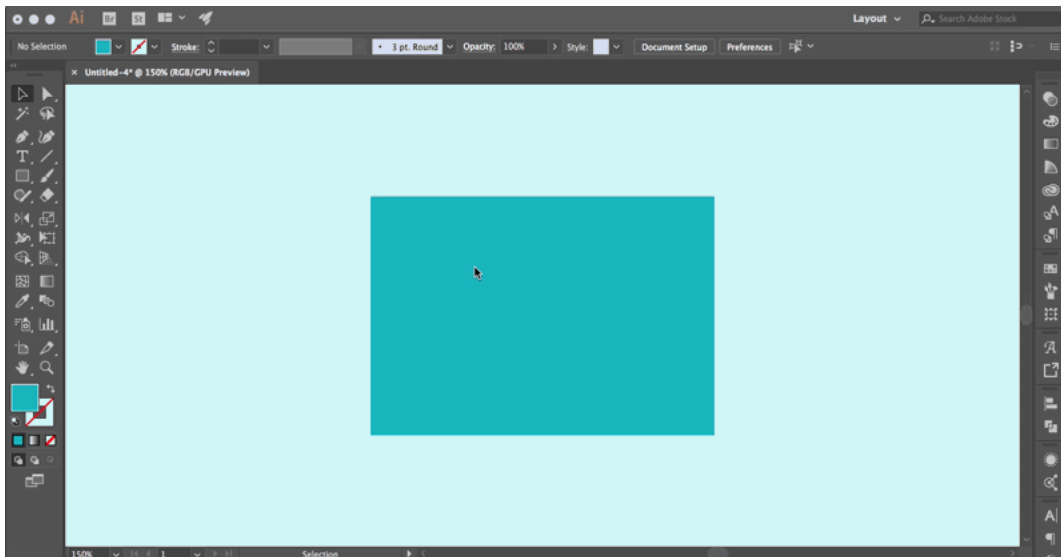 Ai Br St Layout Search Adobe Stock
No Selection Stroke: 3 pt. Round Opacity: 100% Style: Document Setup Preferences
× Untitled-4* @ 150% (RGB/GPU Preview)
150% 1 Selection